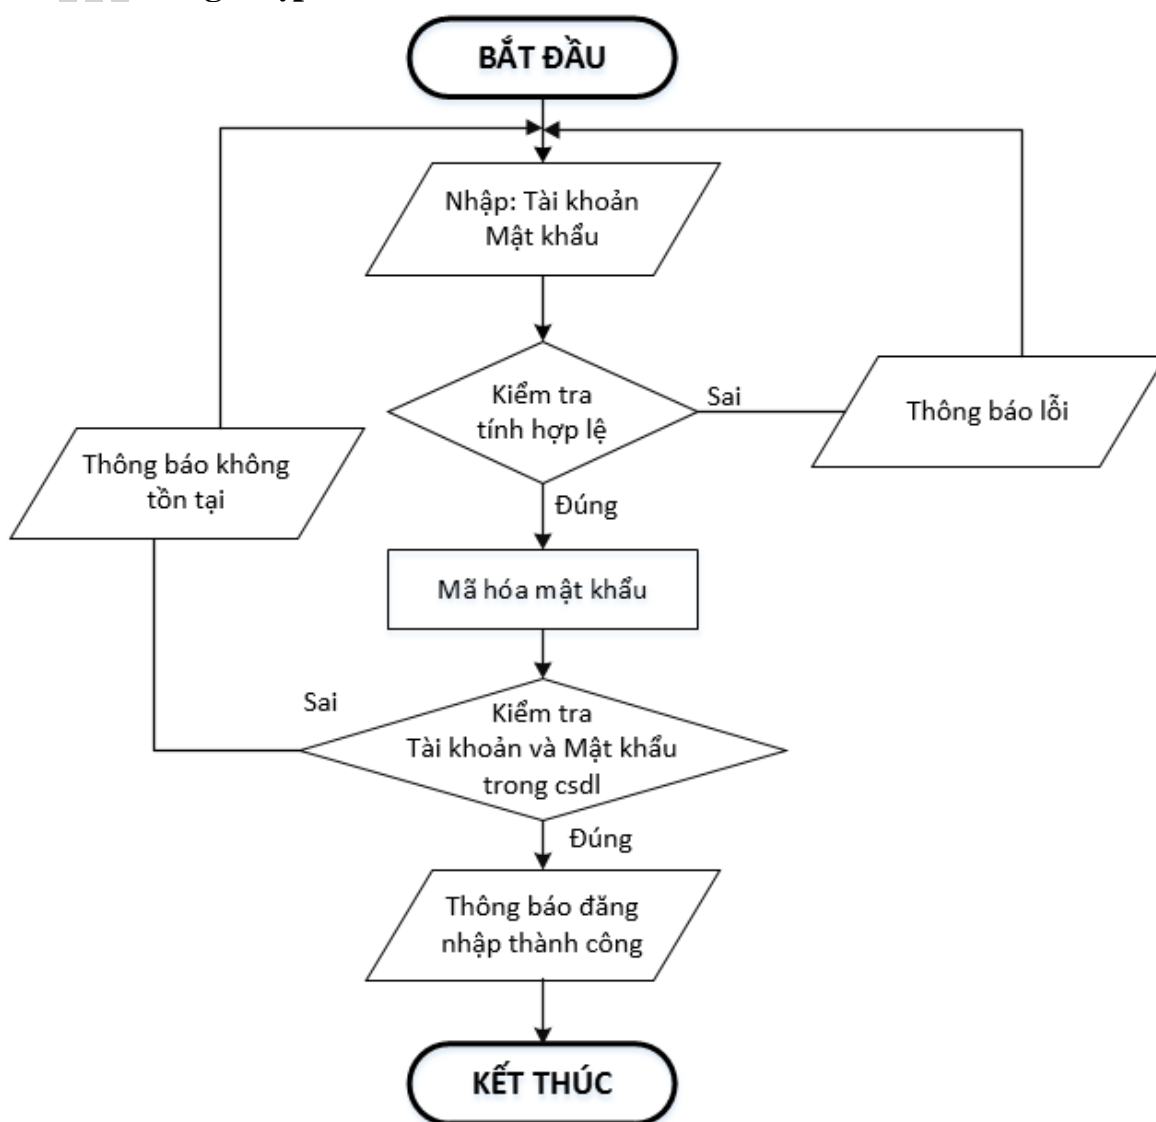 BẮT ĐẦU
Nhập: Tài khoản
Mật khẩu
Kiểm tra
tính hợp lệ
Sai
Thông báo lỗi
Thông báo không
tồn tại
Đúng
Mã hóa mật khẩu
Sai
Kiểm tra
Tài khoản và Mật khẩu
trong csdl
Đúng
Thông báo đăng
nhập thành công
KẾT THÚC